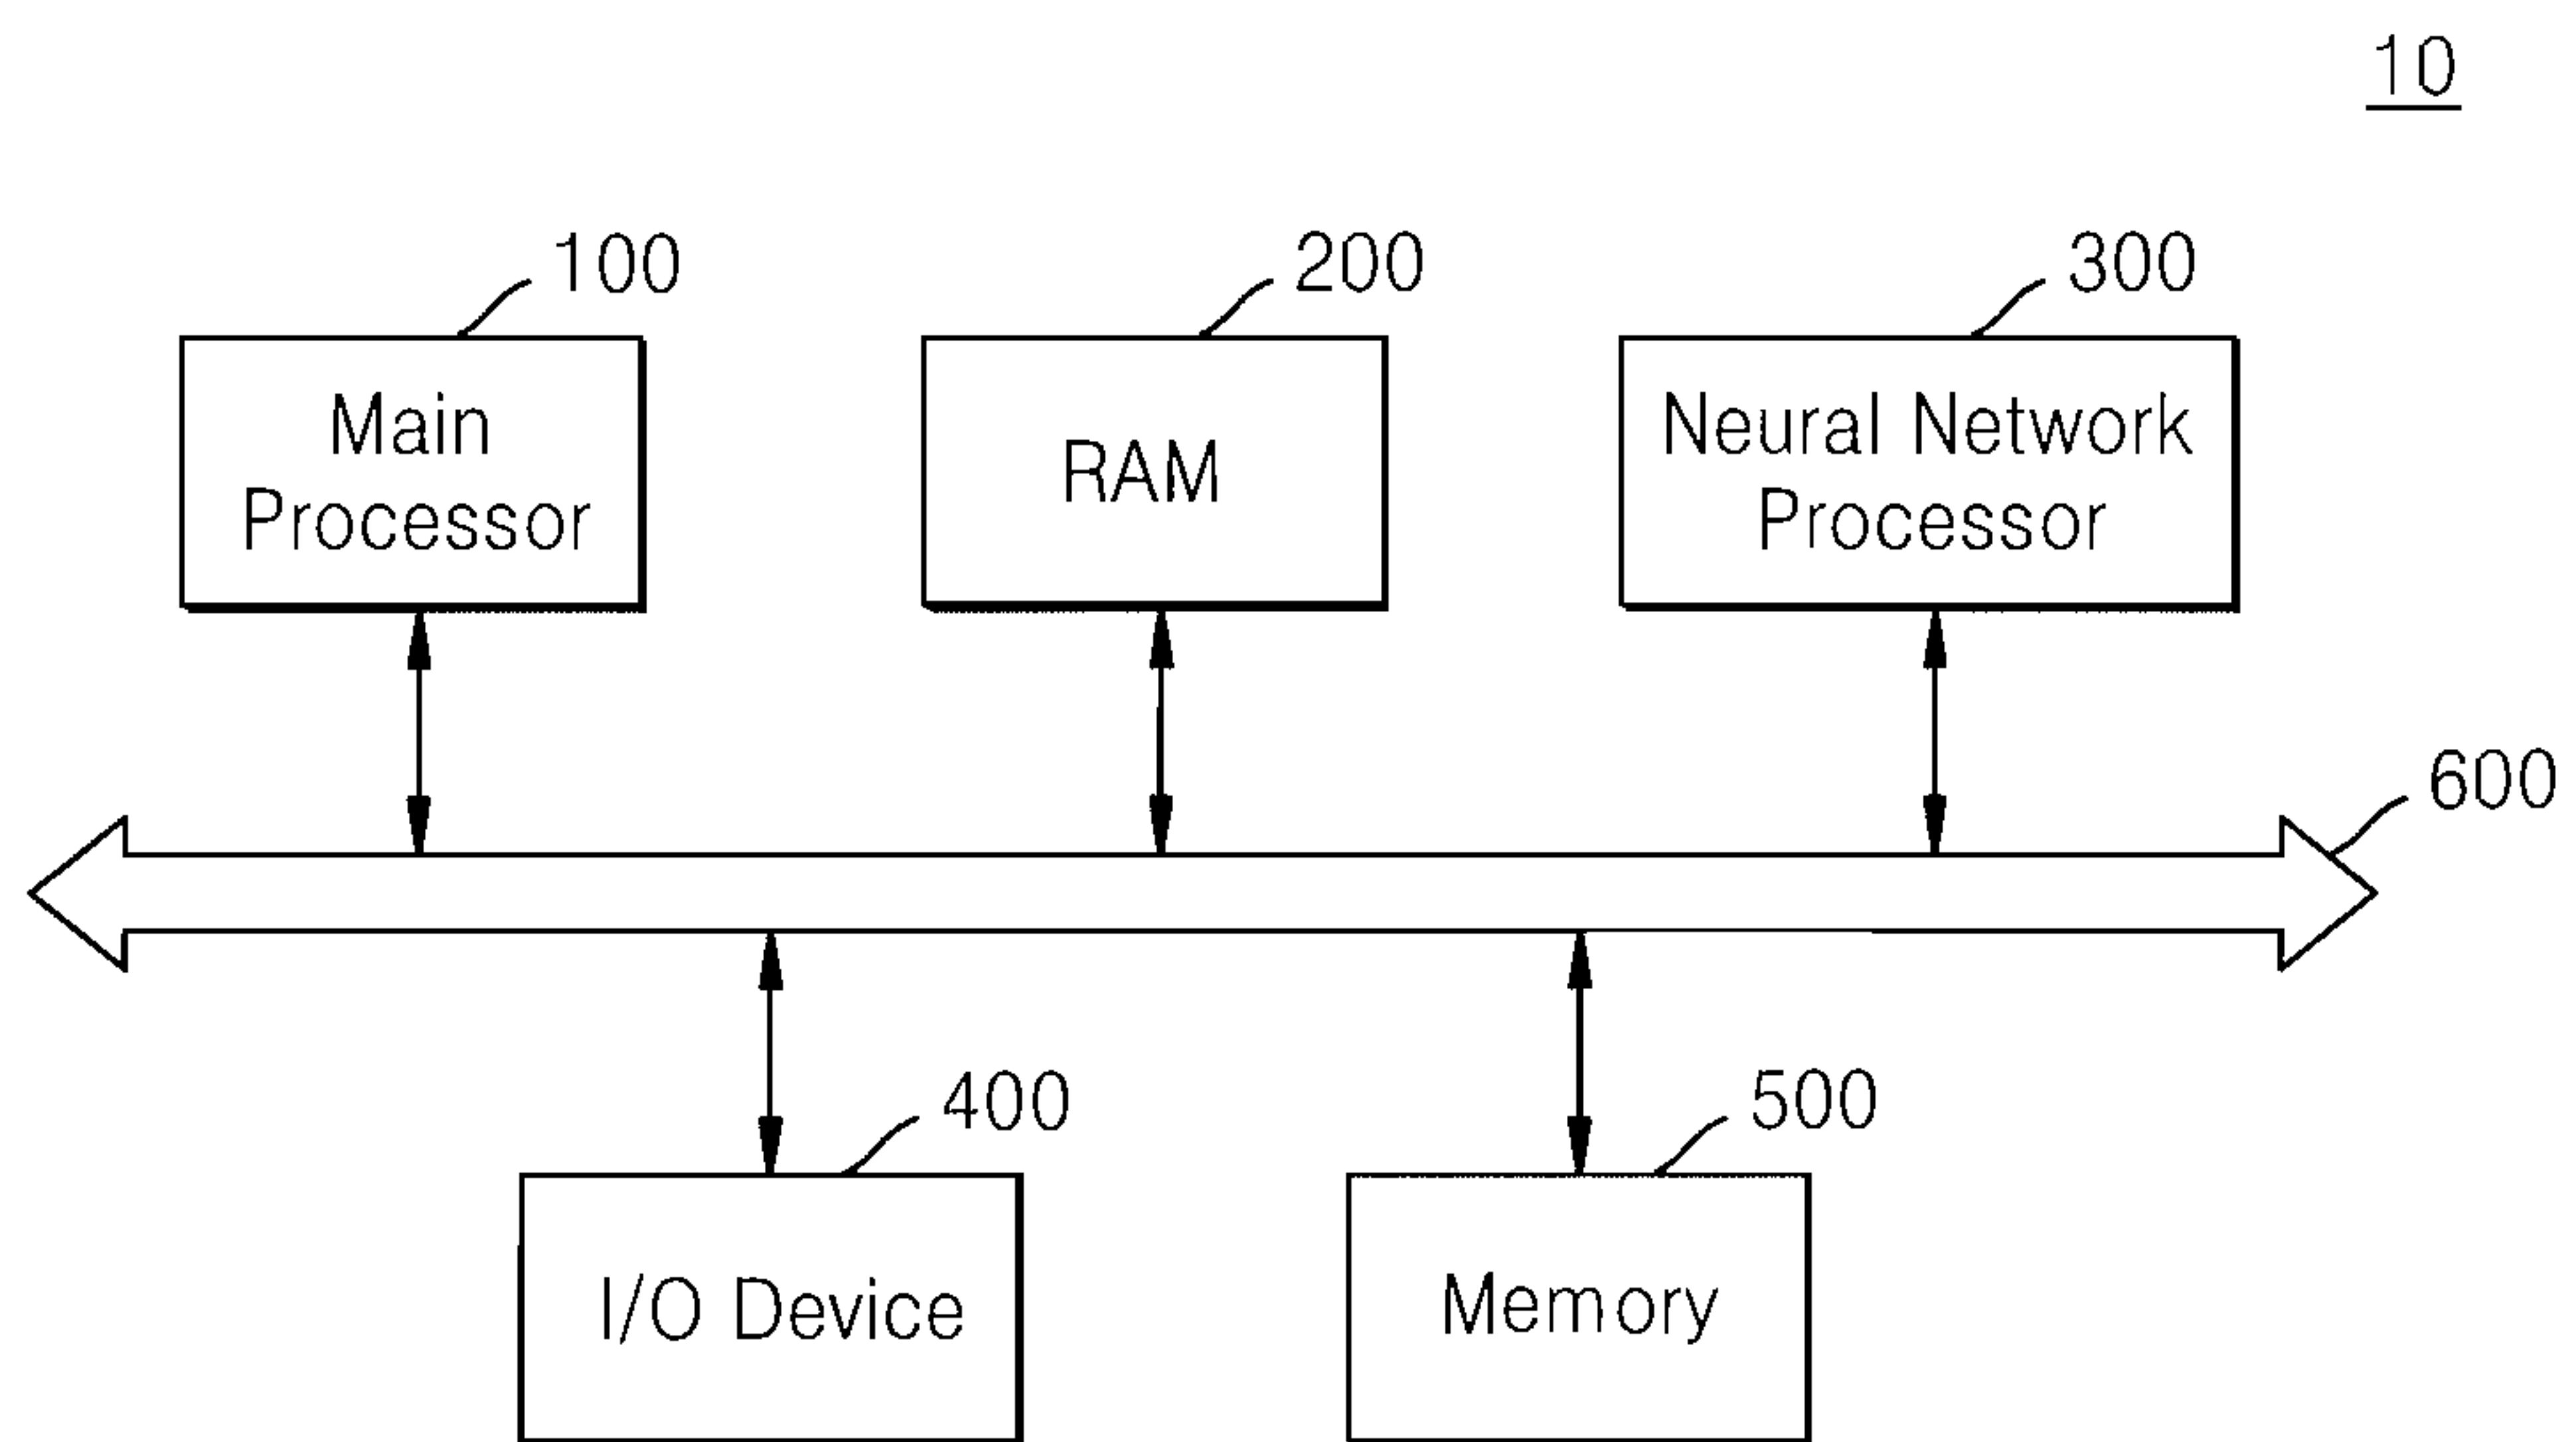 10
100
200
300
Main
Processor
RAM
Neural Network
Processor
600
400
500
I/O Device
Memory